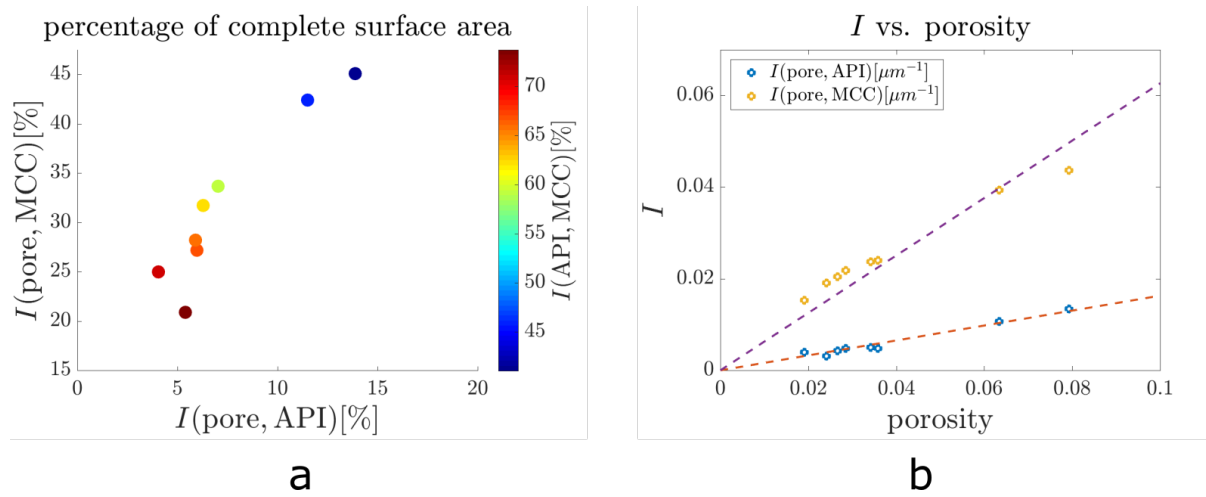 percentage of complete surface area
I(pore, MCC)[%]
45
40
35
30
25
20
15
0
5
10
15
20
I(pore, API)[%]
70
65
60
55
50
45
I(API, MCC)[%]
a
I vs. porosity
I(pore, API)[μm⁻¹]
I(pore, MCC)[μm⁻¹]
I
0.06
0.04
0.02
0
0
0.02
0.04
0.06
0.08
0.1
porosity
b